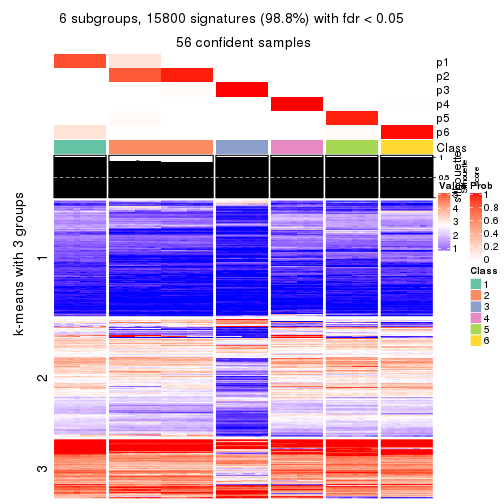 6 subgroups, 15800 signatures (98.8%) with fdr < 0.05
56 confident samples
p1
p2
p3
p4
p5
p6
Class
1
0.5
Silhouette
score
k-means with 3 groups
1
2
3
Value
4
3
2
1
Prob
1
0.8
0.6
0.4
0.2
0
Class
1
2
3
4
5
6